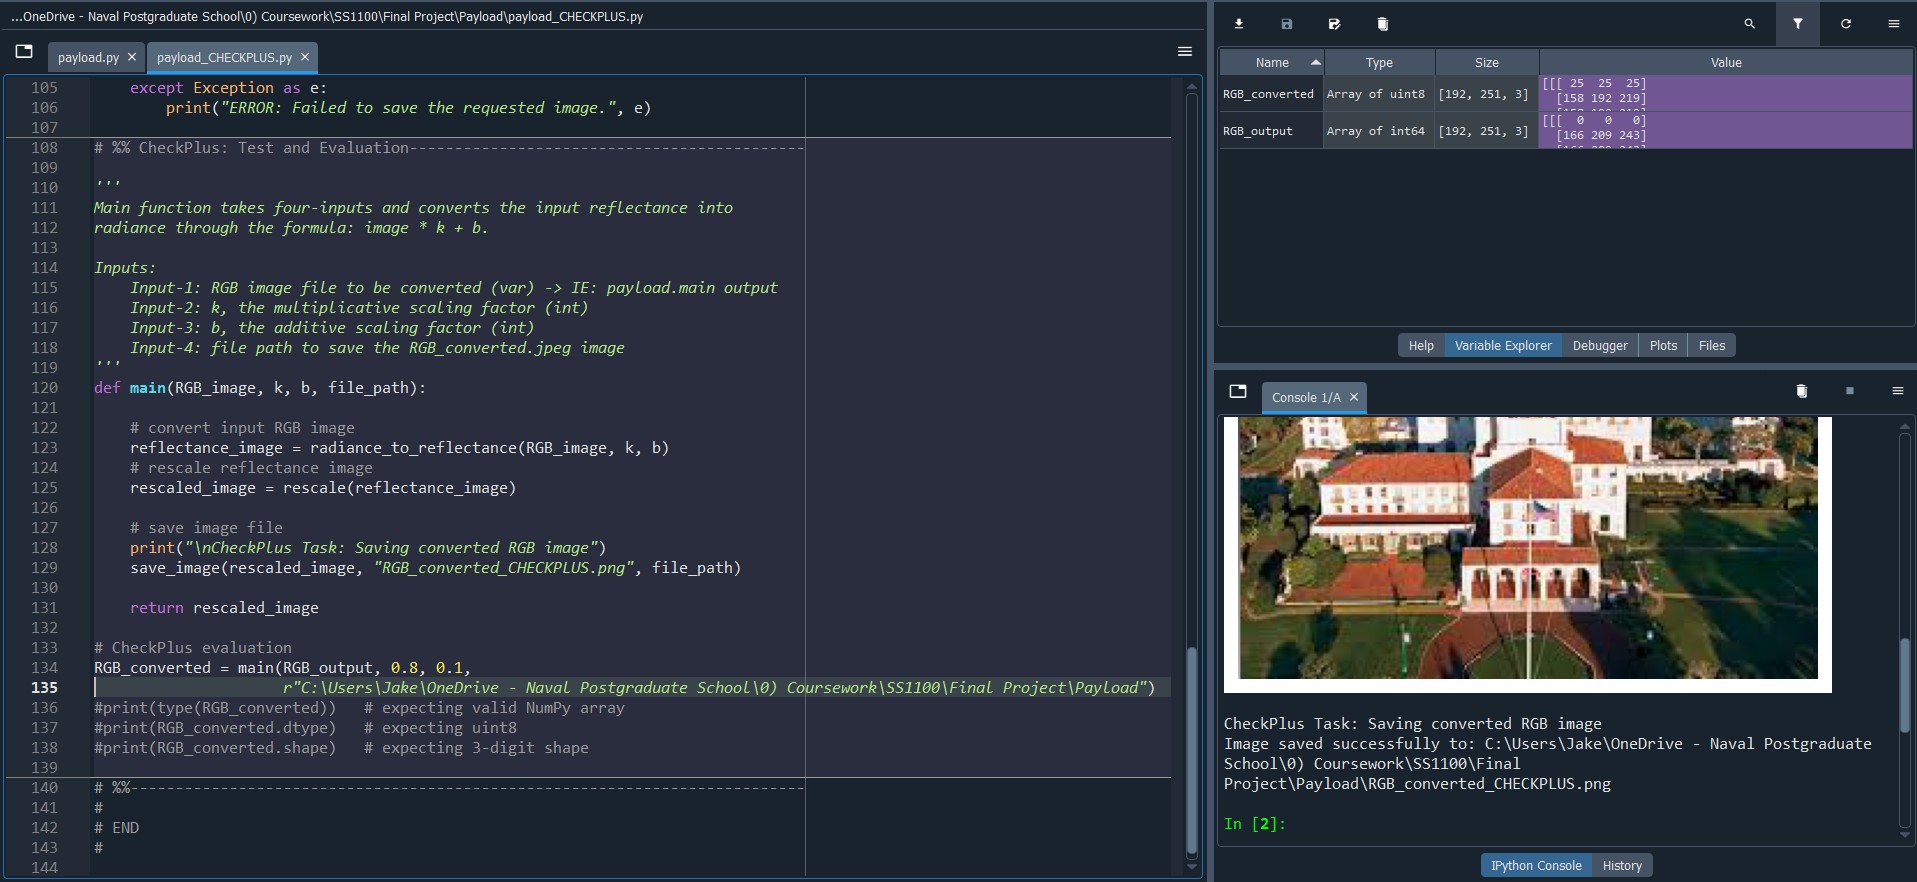 ...OneDrive - Naval Postgraduate School\0) Coursework\SS1100\Final Project\Payload\payload_CHECKPLUS.py
payload.py
payload_CHECKPLUS.py
105 except Exception as e:
106 print("ERROR: Failed to save the requested image.", e)
107
108 # %% CheckPlus: Test and Evaluation--------------------------------------------
109
110 '''
111 Main function takes four-inputs and converts the input reflectance into
112 radiance through the formula: image * k + b.
113
114 Inputs:
115 Input-1: RGB image file to be converted (var) -> IE: payload.main output
116 Input-2: k, the multiplicative scaling factor (int)
117 Input-3: b, the additive scaling factor (int)
118 Input-4: file path to save the RGB_converted.jpeg image
119 '''
120 def main(RGB_image, k, b, file_path):
121
122 # convert input RGB image
123 reflectance_image = radiance_to_reflectance(RGB_image, k, b)
124 # rescale reflectance image
125 rescaled_image = rescale(reflectance_image)
126
127 # save image file
128 print("\nCheckPlus Task: Saving converted RGB image")
129 save_image(rescaled_image, "RGB_converted_CHECKPLUS.png", file_path)
130
131 return rescaled_image
132
133 # CheckPlus evaluation
134 RGB_converted = main(RGB_output, 0.8, 0.1,
135 r"C:\Users\Jake\OneDrive - Naval Postgraduate School\0) Coursework\SS1100\Final Project\Payload")
136 #print(type(RGB_converted)) # expecting valid NumPy array
137 #print(RGB_converted.dtype) # expecting uint8
138 #print(RGB_converted.shape) # expecting 3-digit shape
139
140 # %%---------------------------------------------------------------------------
141 #
142 # END
143 #
144
Name Type Size Value
RGB_converted Array of uint8 [192, 251, 3] [[[ 25 25 25]
[158 192 219]
RGB_output Array of int64 [192, 251, 3] [[[ 0 0 0]
[166 209 243]
Help Variable Explorer Debugger Plots Files
Console 1/A
CheckPlus Task: Saving converted RGB image
Image saved successfully to: C:\Users\Jake\OneDrive - Naval Postgraduate
School\0) Coursework\SS1100\Final
Project\Payload\RGB_converted_CHECKPLUS.png
In [2]:
IPython Console History